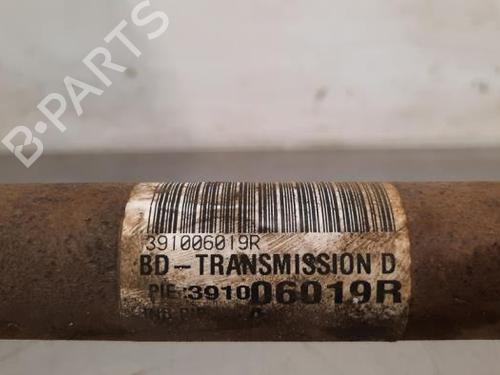 B-PARTS
391006019R
BD-TRANSMISSION D
PIE:391006019R